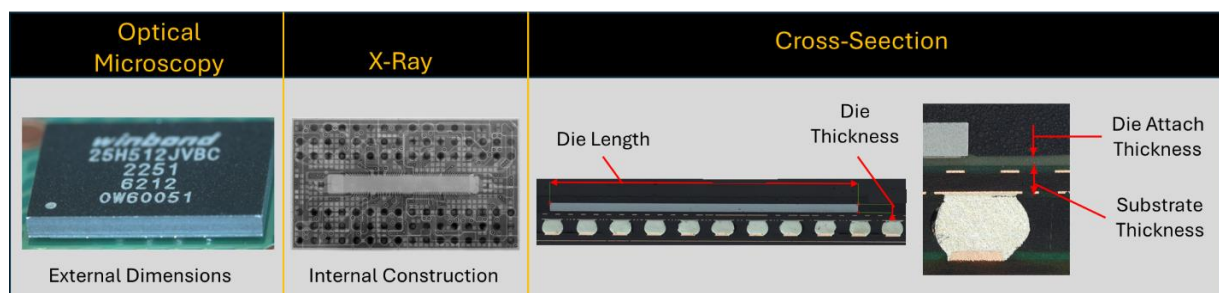 Optical
Microscopy
X-Ray
Cross-Seection
winbond
25H512JVBC
2251
6212
0W60051
External Dimensions
Internal Construction
Die Length
Die
Thickness
Die Attach
Thickness
Substrate
Thickness